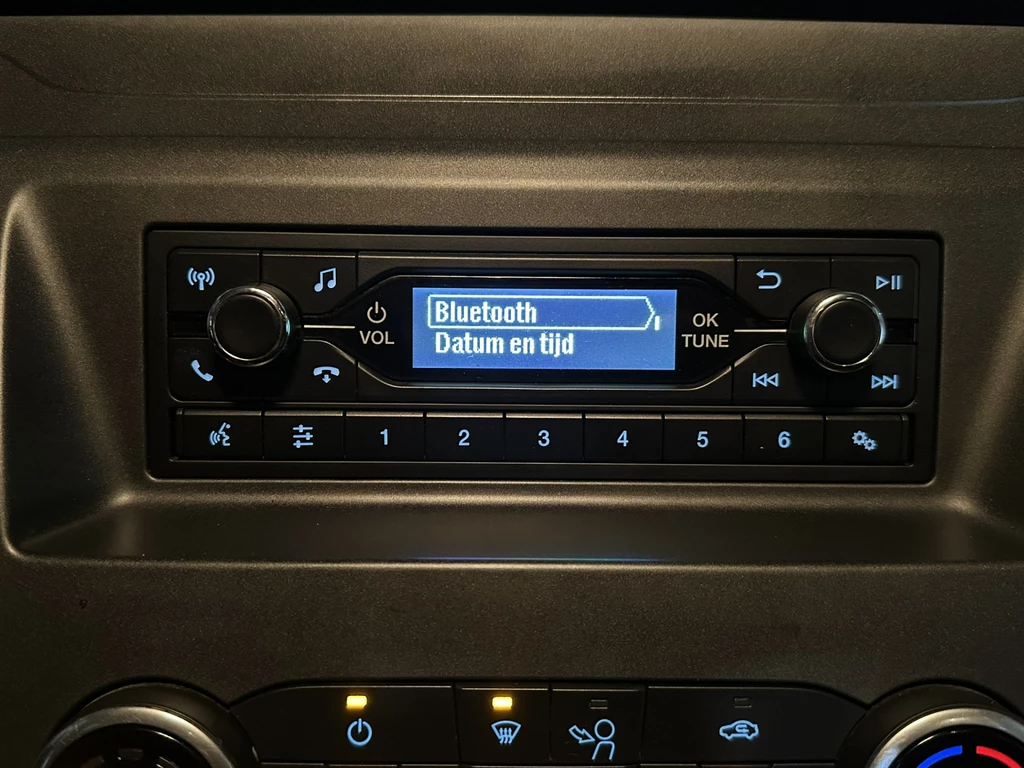 Bluetooth
Datum en tijd
VOL
OK
TUNE
1 2 3 4 5 6